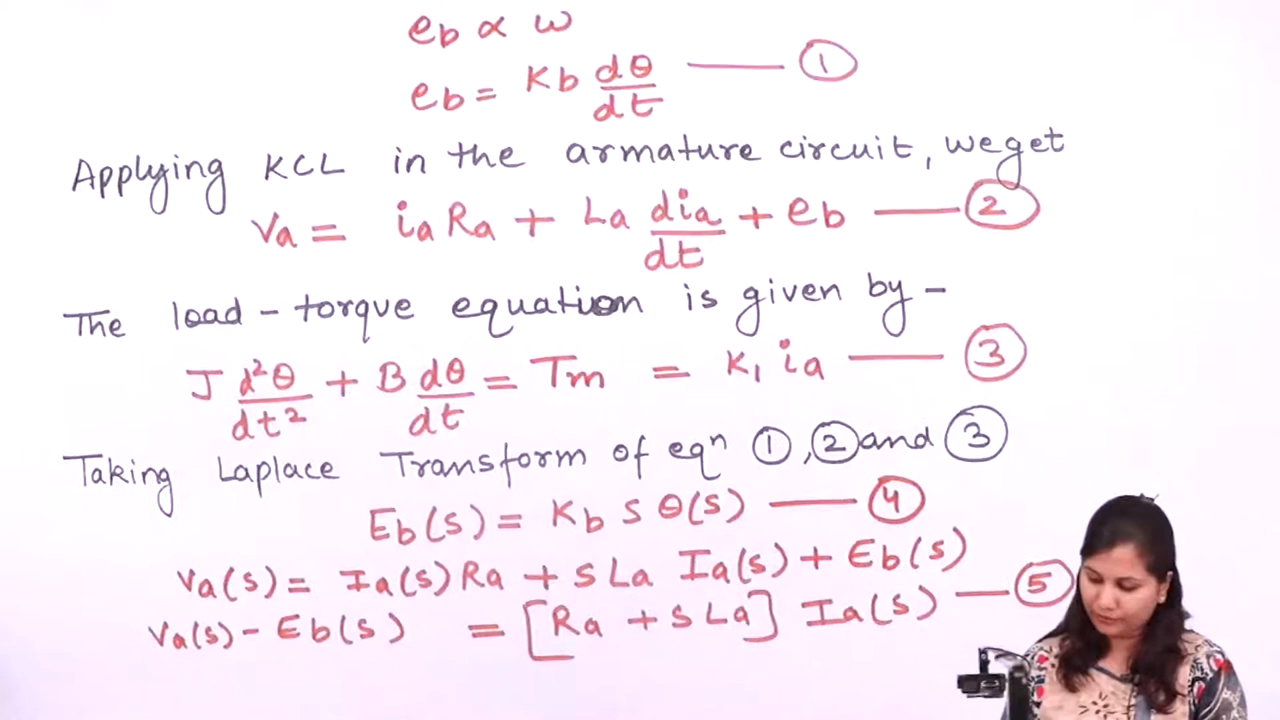 eb ∝ ω
eb = Kb dθ/dt —— ①
Applying KCL in the armature circuit, we get
Va = ia Ra + La dia/dt + eb —— ②
The load-torque equation is given by -
J d²θ/dt² + B dθ/dt = Tm = K₁ ia —— ③
Taking Laplace Transform of eqⁿ ①, ② and ③
Eb(s) = Kb s θ(s) —— ④
Va(s) = Ia(s) Ra + s La Ia(s) + Eb(s)
Va(s) - Eb(s) = [Ra + s La] Ia(s) —— ⑤